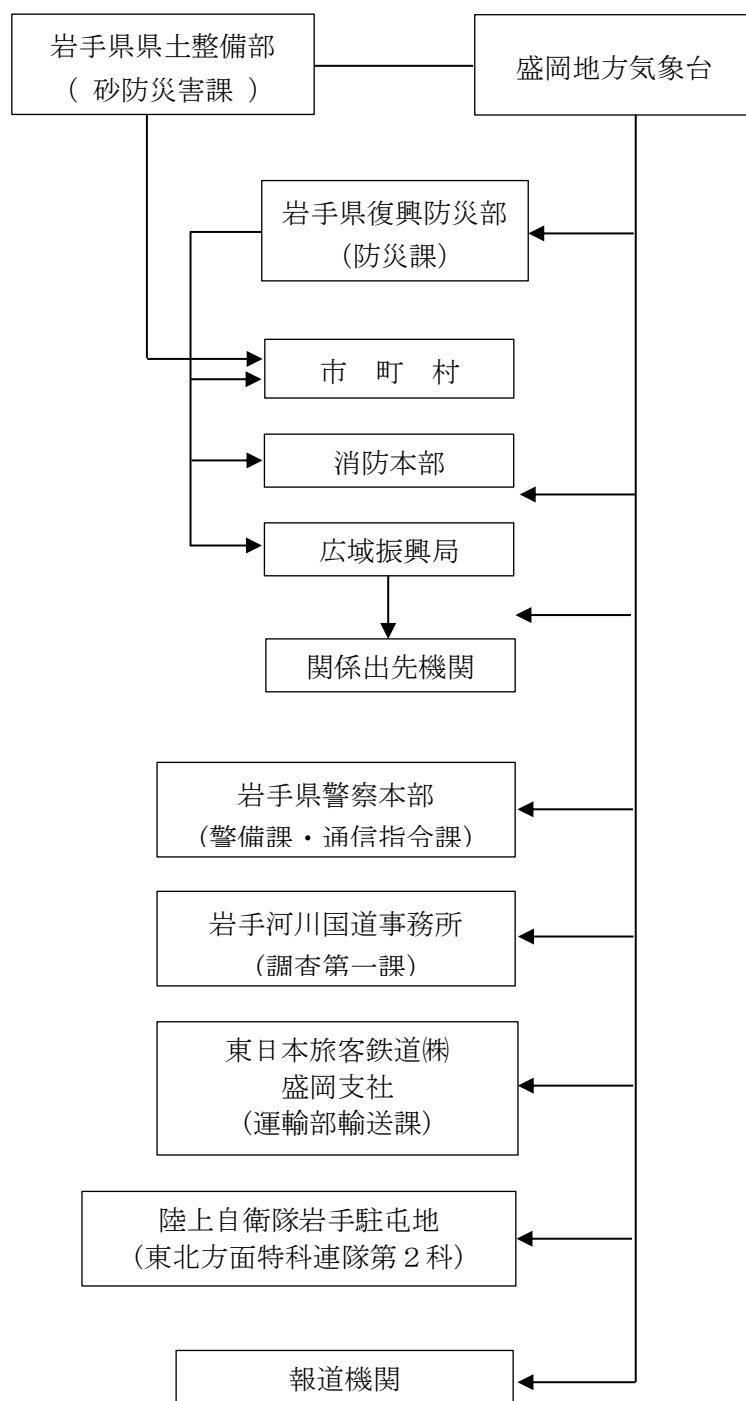 岩手県県土整備部
（ 砂防災害課 ）
盛岡地方気象台
岩手県復興防災部
（防災課）
市　町　村
消防本部
広域振興局
関係出先機関
岩手県警察本部
（警備課・通信指令課）
岩手河川国道事務所
（調査第一課）
東日本旅客鉄道㈱
盛岡支社
（運輸部輸送課）
陸上自衛隊岩手駐屯地
（東北方面特科連隊第２科）
報道機関